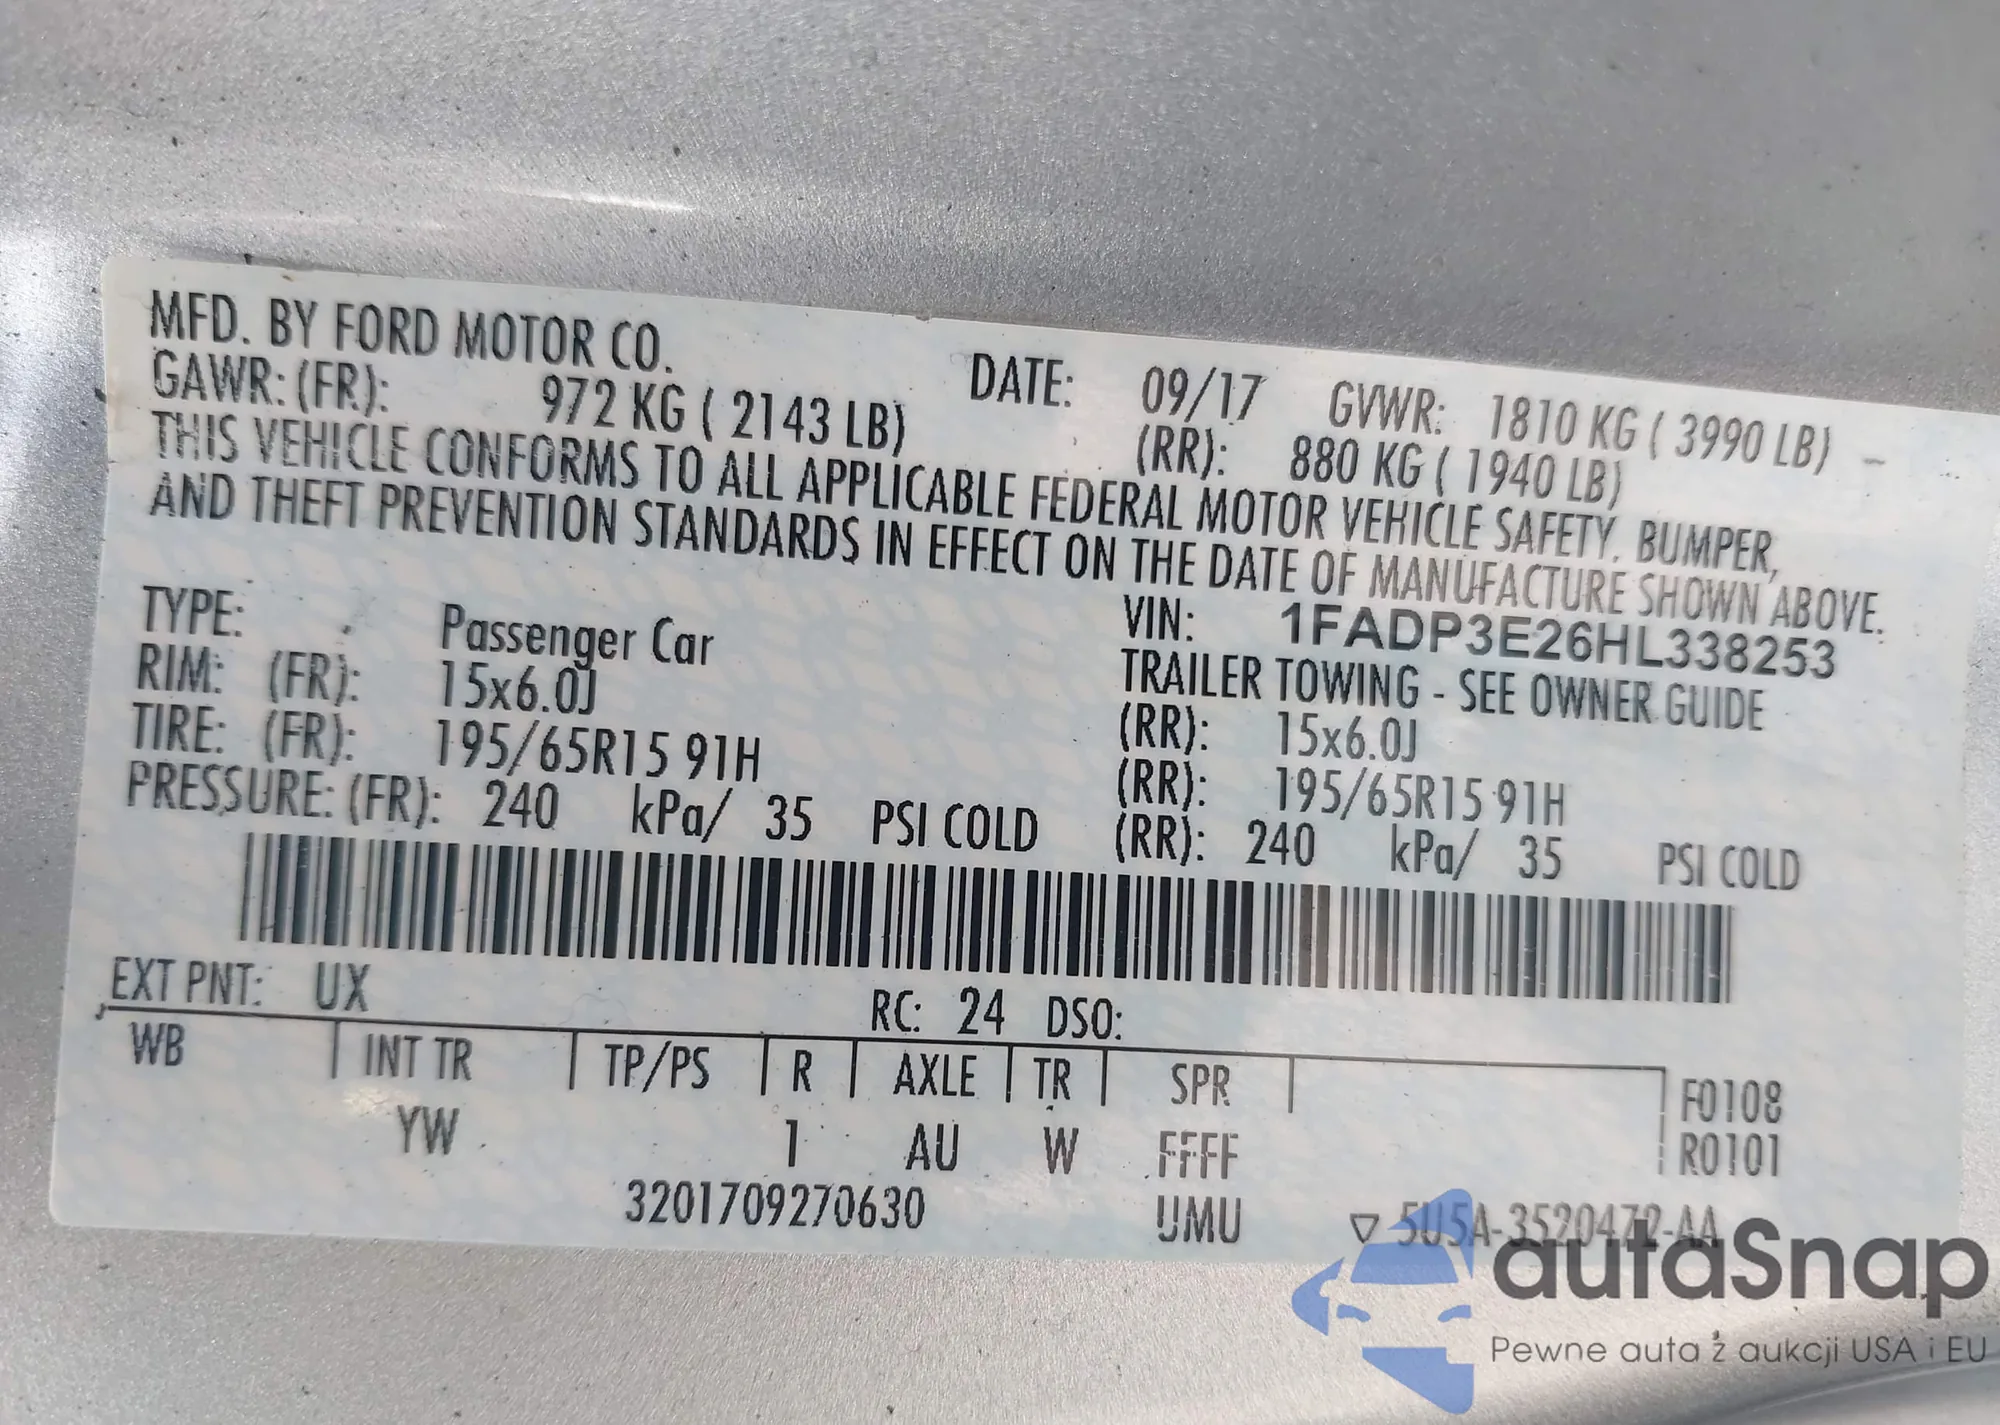 MFD. BY FORD MOTOR CO. DATE: 09/17 GVWR: 1810 KG ( 3990 LB) -
GAWR: (FR): 972 KG ( 2143 LB) (RR): 880 KG ( 1940 LB)
THIS VEHICLE CONFORMS TO ALL APPLICABLE FEDERAL MOTOR VEHICLE SAFETY. BUMPER,
AND THEFT PREVENTION STANDARDS IN EFFECT ON THE DATE OF MANUFACTURE SHOWN ABOVE.
VIN: 1FADP3E26HL338253
TYPE: Passenger Car TRAILER TOWING - SEE OWNER GUIDE
RIM: (FR): 15x6.0J (RR): 15x6.0J
TIRE: (FR): 195/65R15 91H (RR): 195/65R15 91H
PRESSURE: (FR): 240 kPa/ 35 PSI COLD (RR): 240 kPa/ 35 PSI COLD
EXT PNT: UX RC: 24 DSO:
WB INT TR TP/PS R AXLE TR SPR F0108
YW 1 AU W FFFF R0101
3201709270630 UMU ▽ 5U5A-3520472-AA
autaSnap
Pewne auta z aukcji USA i EU